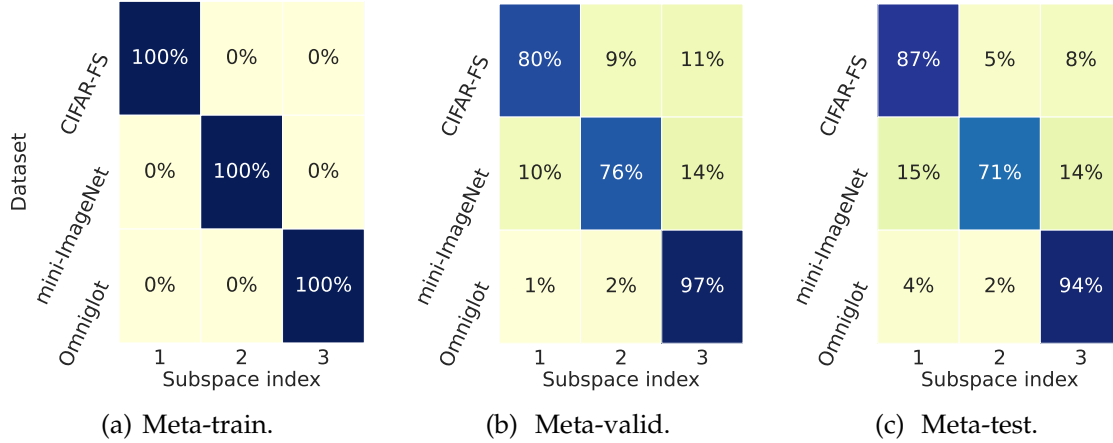 Dataset
CIFAR-FS
mini-ImageNet
Omniglot
100% 0% 0%
0% 100% 0%
0% 0% 100%
1 2 3
Subspace index
(a) Meta-train.
CIFAR-FS
mini-ImageNet
Omniglot
80% 9% 11%
10% 76% 14%
1% 2% 97%
1 2 3
Subspace index
(b) Meta-valid.
CIFAR-FS
mini-ImageNet
Omniglot
87% 5% 8%
15% 71% 14%
4% 2% 94%
1 2 3
Subspace index
(c) Meta-test.